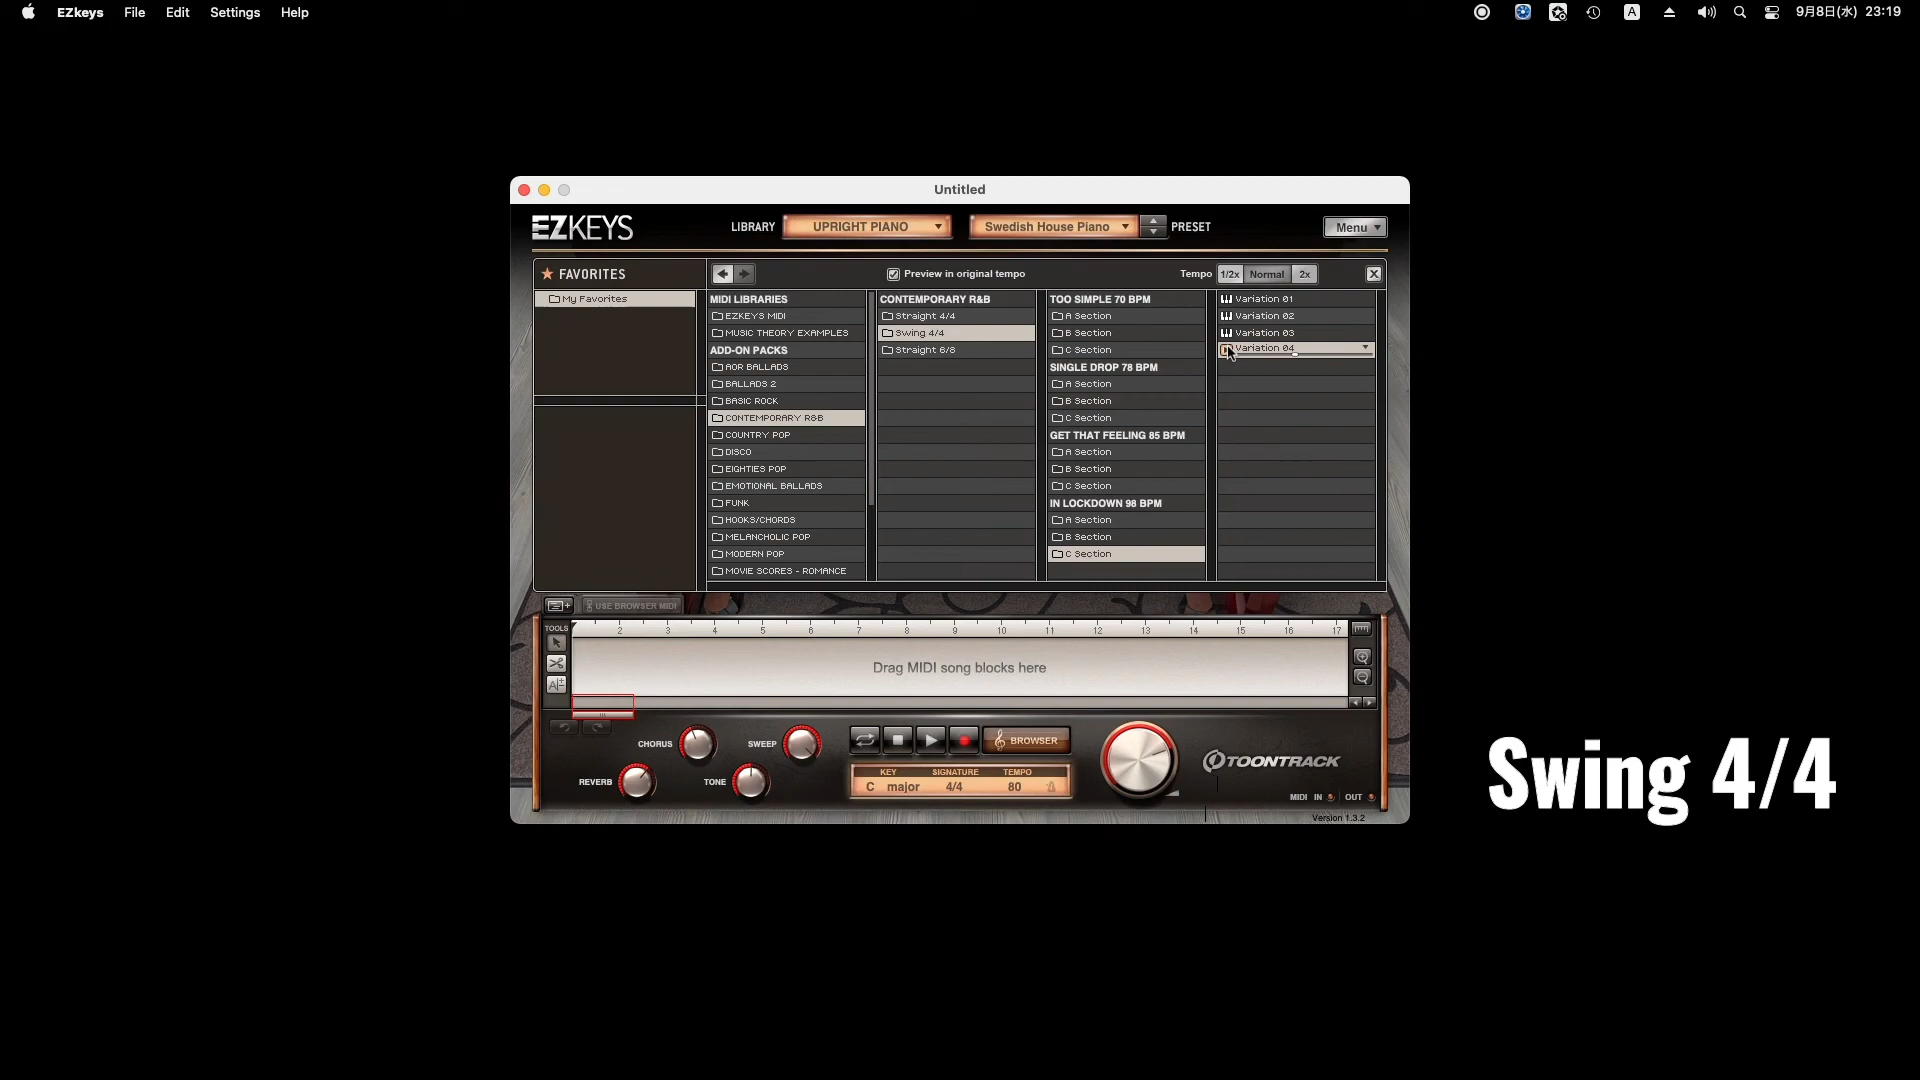 EZkeys File Edit Settings Help
A 9月8日(水) 23:19
Untitled
EZKEYS LIBRARY UPRIGHT PIANO Swedish House Piano PRESET Menu
FAVORITES
Preview in original tempo Tempo 1/2x Normal 2x X
My Favorites
MIDI LIBRARIES
EZKEYS MIDI
MUSIC THEORY EXAMPLES
ADD-ON PACKS
AOR BALLADS
BALLADS 2
BASIC ROCK
CONTEMPORARY R&B
COUNTRY POP
DISCO
EIGHTIES POP
EMOTIONAL BALLADS
FUNK
HOOKS/CHORDS
MELANCHOLIC POP
MODERN POP
MOVIE SCORES - ROMANCE
CONTEMPORARY R&B
Straight 4/4
Swing 4/4
Straight 6/8
TOO SIMPLE 70 BPM
A Section
B Section
C Section
SINGLE DROP 78 BPM
A Section
B Section
C Section
GET THAT FEELING 85 BPM
A Section
B Section
C Section
IN LOCKDOWN 98 BPM
A Section
B Section
C Section
Variation 01
Variation 02
Variation 03
Variation 04
USE BROWSER MIDI
TOOLS
2 3 4 5 6 7 8 9 10 11 12 13 14 15 16 17
Drag MIDI song blocks here
CHORUS SWEEP BROWSER
REVERB TONE
KEY SIGNATURE TEMPO
C major 4/4 80
TOONTRACK
MIDI IN OUT
Version 1.3.2
Swing 4/4